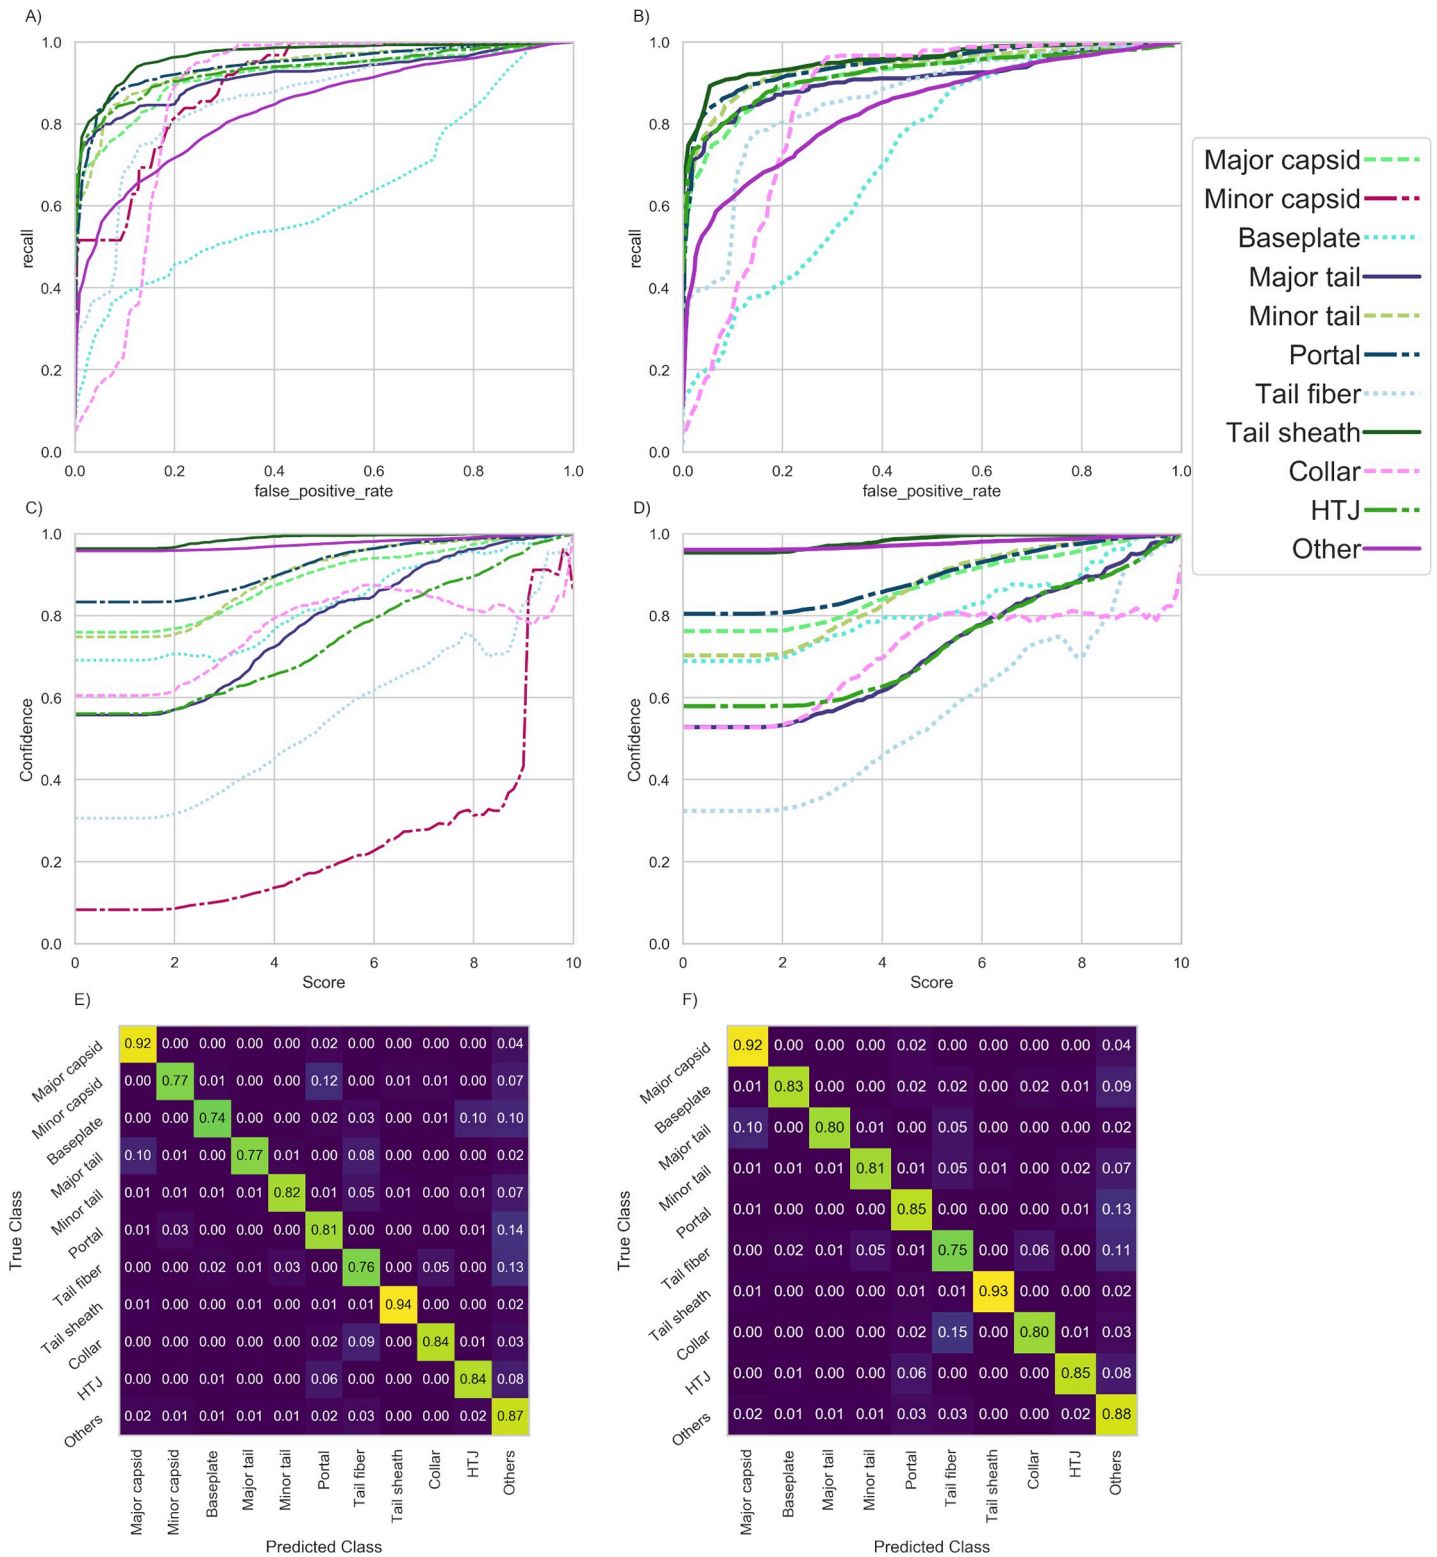 A)
B)
1.0
0.8
0.6
0.4
0.2
0.0
recall
0.0 0.2 0.4 0.6 0.8 1.0
false_positive_rate
1.0
0.8
0.6
0.4
0.2
0.0
recall
0.0 0.2 0.4 0.6 0.8 1.0
false_positive_rate
Major capsid
Minor capsid
Baseplate
Major tail
Minor tail
Portal
Tail fiber
Tail sheath
Collar
HTJ
Other
C)
D)
1.0
0.8
0.6
0.4
0.2
0.0
Confidence
0 2 4 6 8 10
Score
1.0
0.8
0.6
0.4
0.2
0.0
Confidence
0 2 4 6 8 10
Score
E)
True Class
Major capsid 0.92 0.00 0.00 0.00 0.00 0.02 0.00 0.00 0.00 0.00 0.04
Minor capsid 0.00 0.77 0.01 0.00 0.00 0.12 0.00 0.01 0.01 0.00 0.07
Baseplate 0.00 0.00 0.74 0.00 0.00 0.02 0.03 0.00 0.01 0.10 0.10
Major tail 0.10 0.01 0.00 0.77 0.01 0.00 0.08 0.00 0.00 0.00 0.02
Minor tail 0.01 0.01 0.01 0.01 0.82 0.01 0.05 0.01 0.00 0.01 0.07
Portal 0.01 0.03 0.00 0.00 0.00 0.81 0.00 0.00 0.00 0.01 0.14
Tail fiber 0.00 0.00 0.02 0.01 0.03 0.00 0.76 0.00 0.05 0.00 0.13
Tail sheath 0.01 0.00 0.00 0.00 0.01 0.01 0.01 0.94 0.00 0.00 0.02
Collar 0.00 0.00 0.00 0.00 0.00 0.02 0.09 0.00 0.84 0.01 0.03
HTJ 0.00 0.00 0.01 0.00 0.00 0.06 0.00 0.00 0.00 0.84 0.08
Others 0.02 0.01 0.01 0.01 0.01 0.02 0.03 0.00 0.00 0.02 0.87
Major capsid Minor capsid Baseplate Major tail Minor tail Portal Tail fiber Tail sheath Collar HTJ Others
Predicted Class
F)
True Class
Major capsid 0.92 0.00 0.00 0.00 0.02 0.00 0.00 0.00 0.00 0.04
Baseplate 0.01 0.83 0.00 0.00 0.02 0.02 0.00 0.02 0.01 0.09
Major tail 0.10 0.00 0.80 0.01 0.00 0.05 0.00 0.00 0.00 0.02
Minor tail 0.01 0.01 0.01 0.81 0.01 0.05 0.01 0.00 0.02 0.07
Portal 0.01 0.00 0.00 0.00 0.85 0.00 0.00 0.00 0.01 0.13
Tail fiber 0.00 0.02 0.01 0.05 0.01 0.75 0.00 0.06 0.00 0.11
Tail sheath 0.01 0.00 0.00 0.00 0.01 0.01 0.93 0.00 0.00 0.02
Collar 0.00 0.00 0.00 0.00 0.02 0.15 0.00 0.80 0.01 0.03
HTJ 0.00 0.01 0.00 0.00 0.06 0.00 0.00 0.00 0.85 0.08
Others 0.02 0.01 0.01 0.01 0.03 0.03 0.00 0.00 0.02 0.88
Major capsid Baseplate Major tail Minor tail Portal Tail fiber Tail sheath Collar HTJ Others
Predicted Class